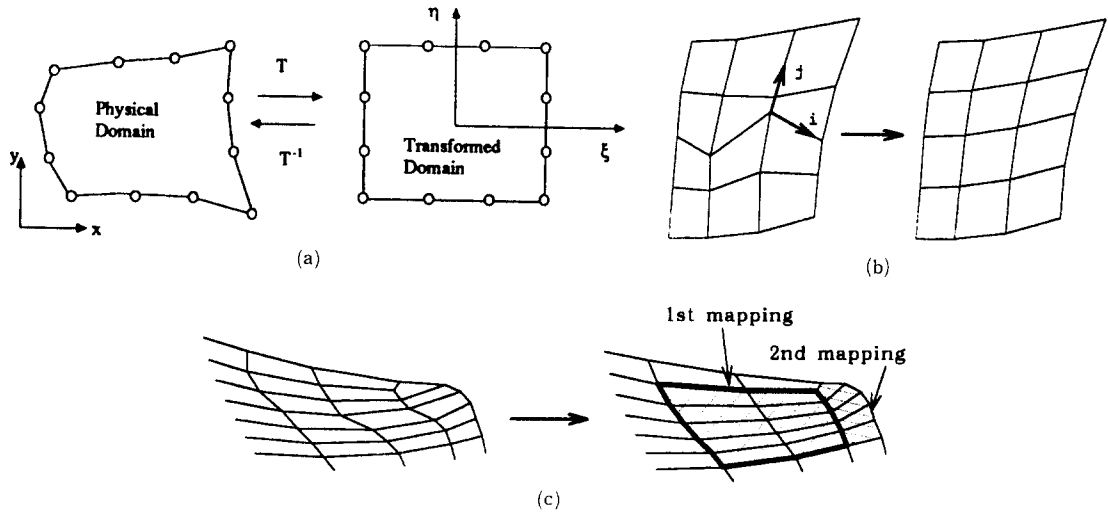 η
T
j
Physical
Domain
i
T⁻¹
Transformed
Domain
ξ
y
x
(a)
(b)
1st mapping
2nd mapping
(c)